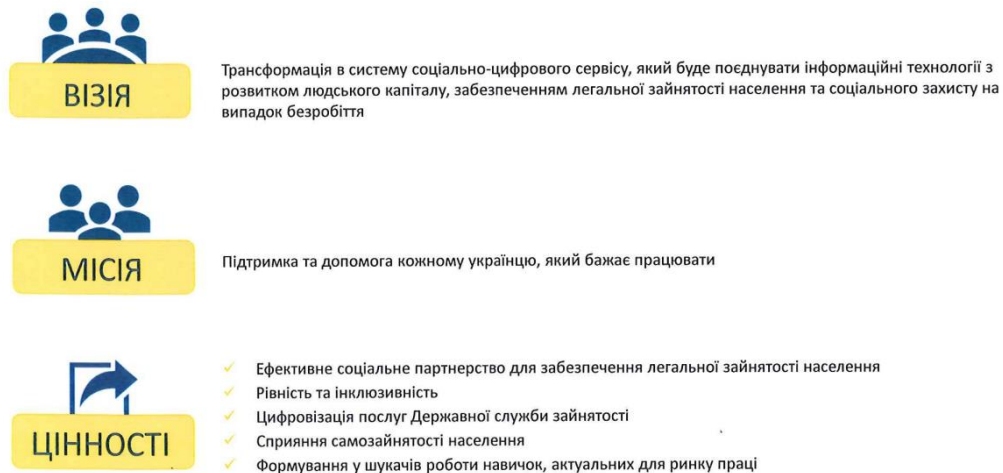 ВІЗІЯ
Трансформація в систему соціально-цифрового сервісу, який буде поєднувати інформаційні технології з
розвитком людського капіталу, забезпеченням легальної зайнятості населення та соціального захисту на
випадок безробіття
МІСІЯ
Підтримка та допомога кожному українцю, який бажає працювати
ЦІННОСТІ
✓ Ефективне соціальне партнерство для забезпечення легальної зайнятості населення
✓ Рівність та інклюзивність
✓ Цифровізація послуг Державної служби зайнятості
✓ Сприяння самозайнятості населення
✓ Формування у шукачів роботи навичок, актуальних для ринку праці